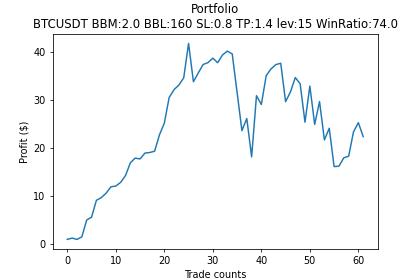 Portfolio
BTCUSDT BBM:2.0 BBL:160 SL:0.8 TP:1.4 lev:15 WinRatio:74.0
40
30
20
10
0
Profit ($)
0 10 20 30 40 50 60
Trade counts